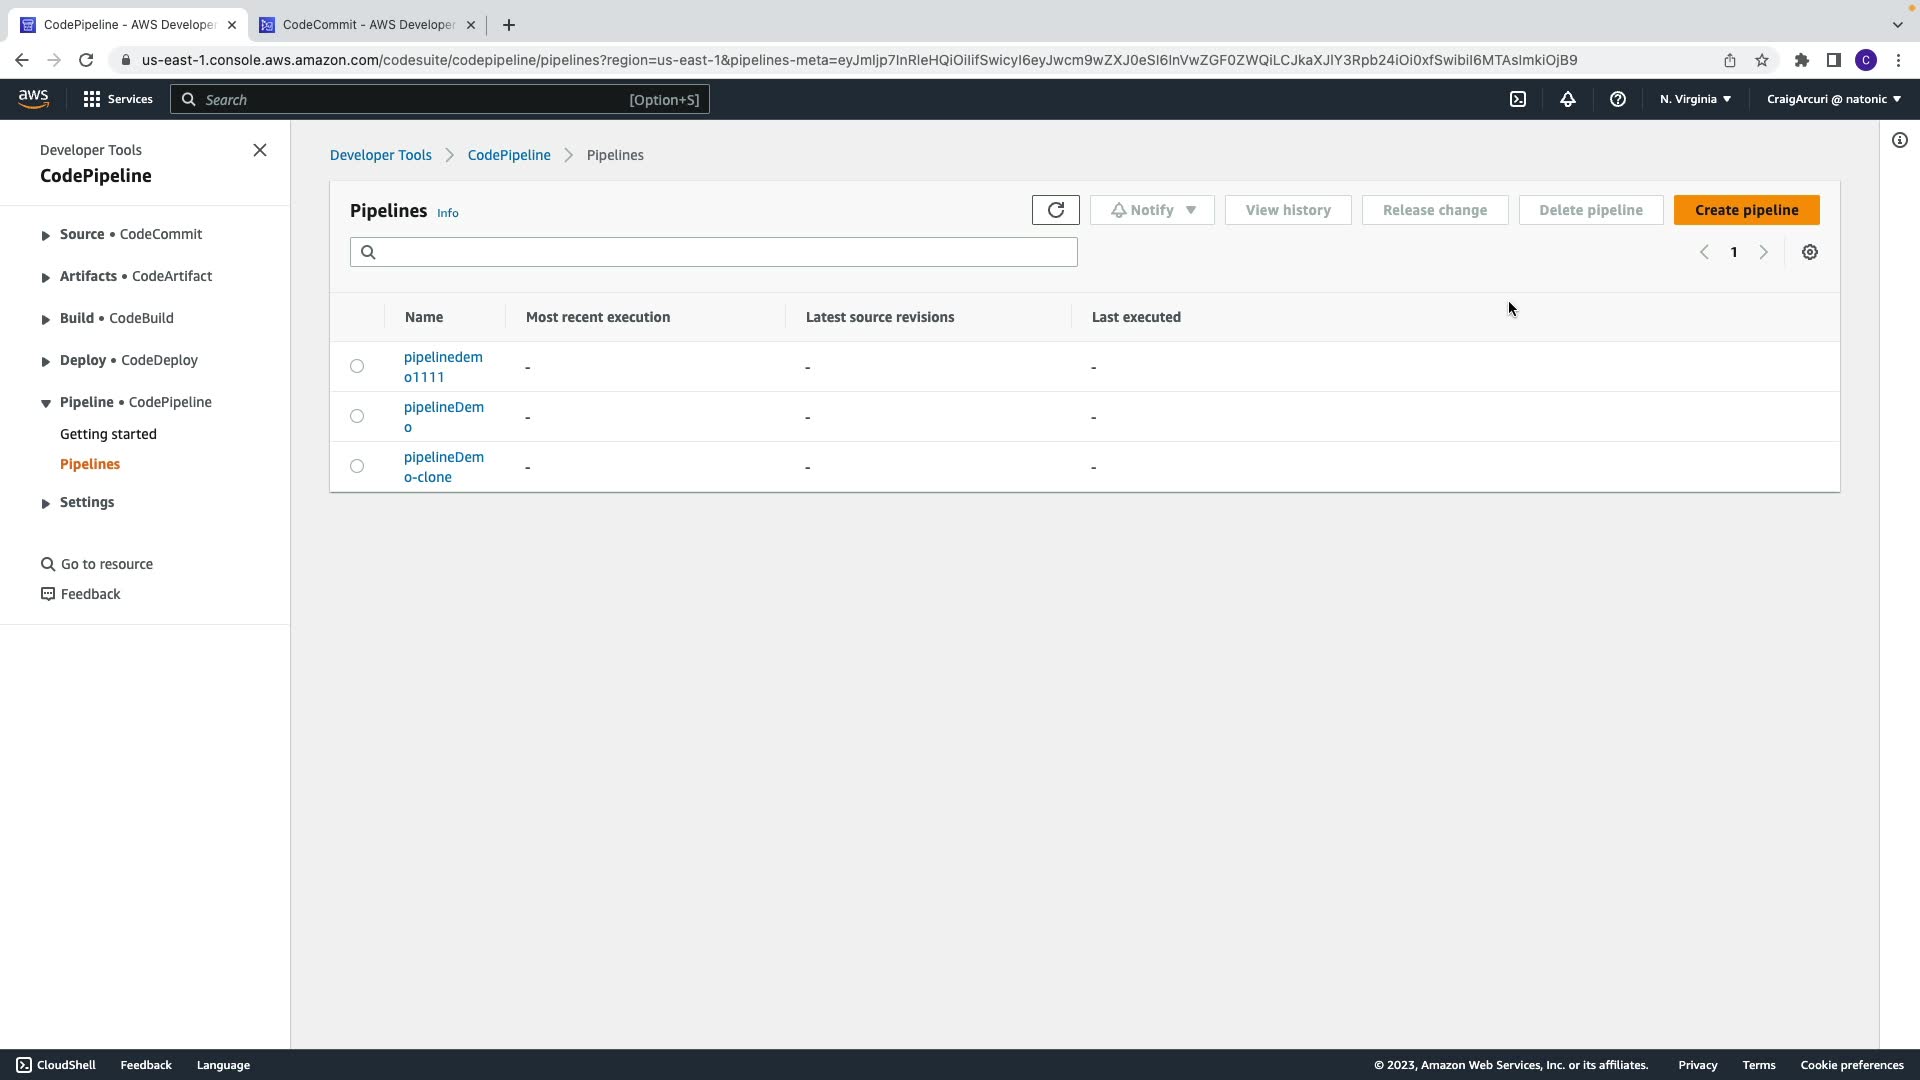 CodePipeline - AWS Developer
CodeCommit - AWS Developer
us-east-1.console.aws.amazon.com/codesuite/codepipeline/pipelines?region=us-east-1&pipelines-meta=eyJmIjp7InRleHQiOiIifSwicyI6eyJwcm9wZXJ0eSI6InVwZGF0ZWQiLCJkaXJlY3Rpb24iOi0xfSwibiI6MTAsImkiOjB9
C
aws
Services
Search
[Option+S]
N. Virginia
CraigArcuri @ natonic
Developer Tools
CodePipeline
Source • CodeCommit
Artifacts • CodeArtifact
Build • CodeBuild
Deploy • CodeDeploy
Pipeline • CodePipeline
Getting started
Pipelines
Settings
Go to resource
Feedback
Developer Tools
CodePipeline
Pipelines
Pipelines Info
Notify
View history
Release change
Delete pipeline
Create pipeline
1
Name
Most recent execution
Latest source revisions
Last executed
pipelinedem
o1111
-
-
-
pipelineDem
o
-
-
-
pipelineDem
o-clone
-
-
-
CloudShell
Feedback
Language
© 2023, Amazon Web Services, Inc. or its affiliates.
Privacy
Terms
Cookie preferences